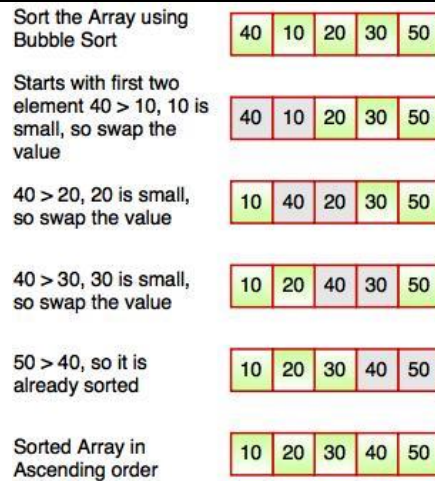 Sort the Array using
Bubble Sort
40 10 20 30 50
Starts with first two
element 40 > 10, 10 is
small, so swap the
value
40 10 20 30 50
40 > 20, 20 is small,
so swap the value
10 40 20 30 50
40 > 30, 30 is small,
so swap the value
10 20 40 30 50
50 > 40, so it is
already sorted
10 20 30 40 50
Sorted Array in
Ascending order
10 20 30 40 50